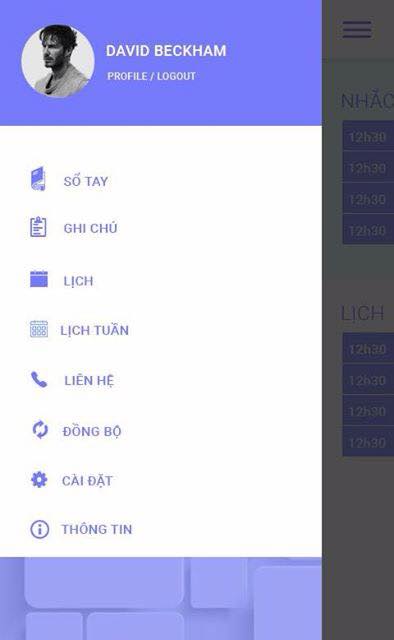 DAVID BECKHAM
PROFILE / LOGOUT
SỔ TAY
GHI CHÚ
LỊCH
LỊCH TUẦN
LIÊN HỆ
ĐỒNG BỘ
CÀI ĐẶT
THÔNG TIN
NHẮC
12h30
12h30
12h30
12h30
LỊCH
12h30
12h30
12h30
12h30